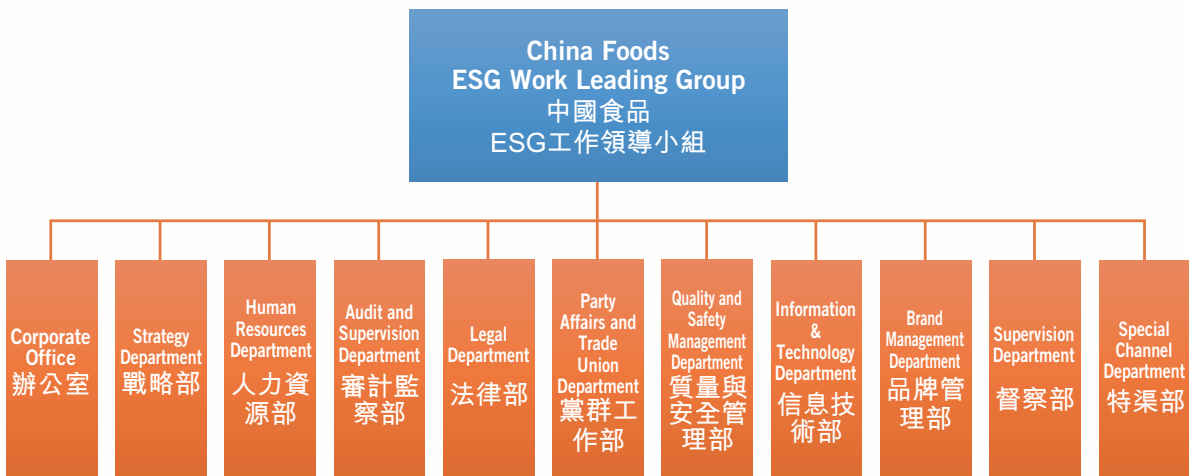 China Foods
ESG Work Leading Group
中國食品
ESG工作領導小組
Corporate
Office
辦公室
Strategy
Department
戰略部
Human
Resources
Department
人力資
源部
Audit and
Supervision
Department
審計監
察部
Legal
Department
法律部
Party
Affairs and
Trade
Union
Department
黨群工
作部
Quality and
Safety
Management
Department
質量與
安全管
理部
Information
&
Technology
Department
信息技
術部
Brand
Management
Department
品牌管
理部
Supervision
Department
督察部
Special
Channel
Department
特渠部